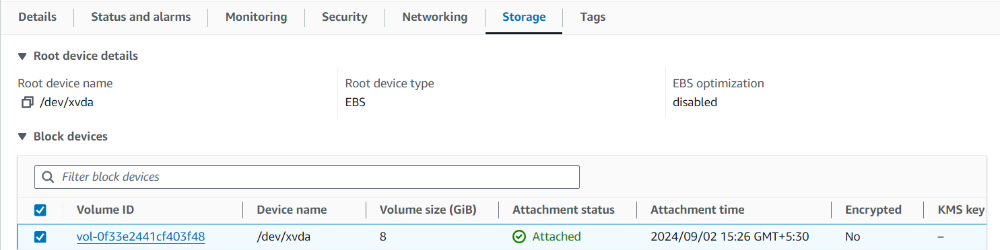 Details Status and alarms Monitoring Security Networking Storage Tags
Root device details
Root device name Root device type EBS optimization
/dev/xvda EBS disabled
Block devices
Filter block devices
Volume ID Device name Volume size (GiB) Attachment status Attachment time Encrypted KMS key
vol-0f33e2441cf403f48 /dev/xvda 8 Attached 2024/09/02 15:26 GMT+5:30 No –